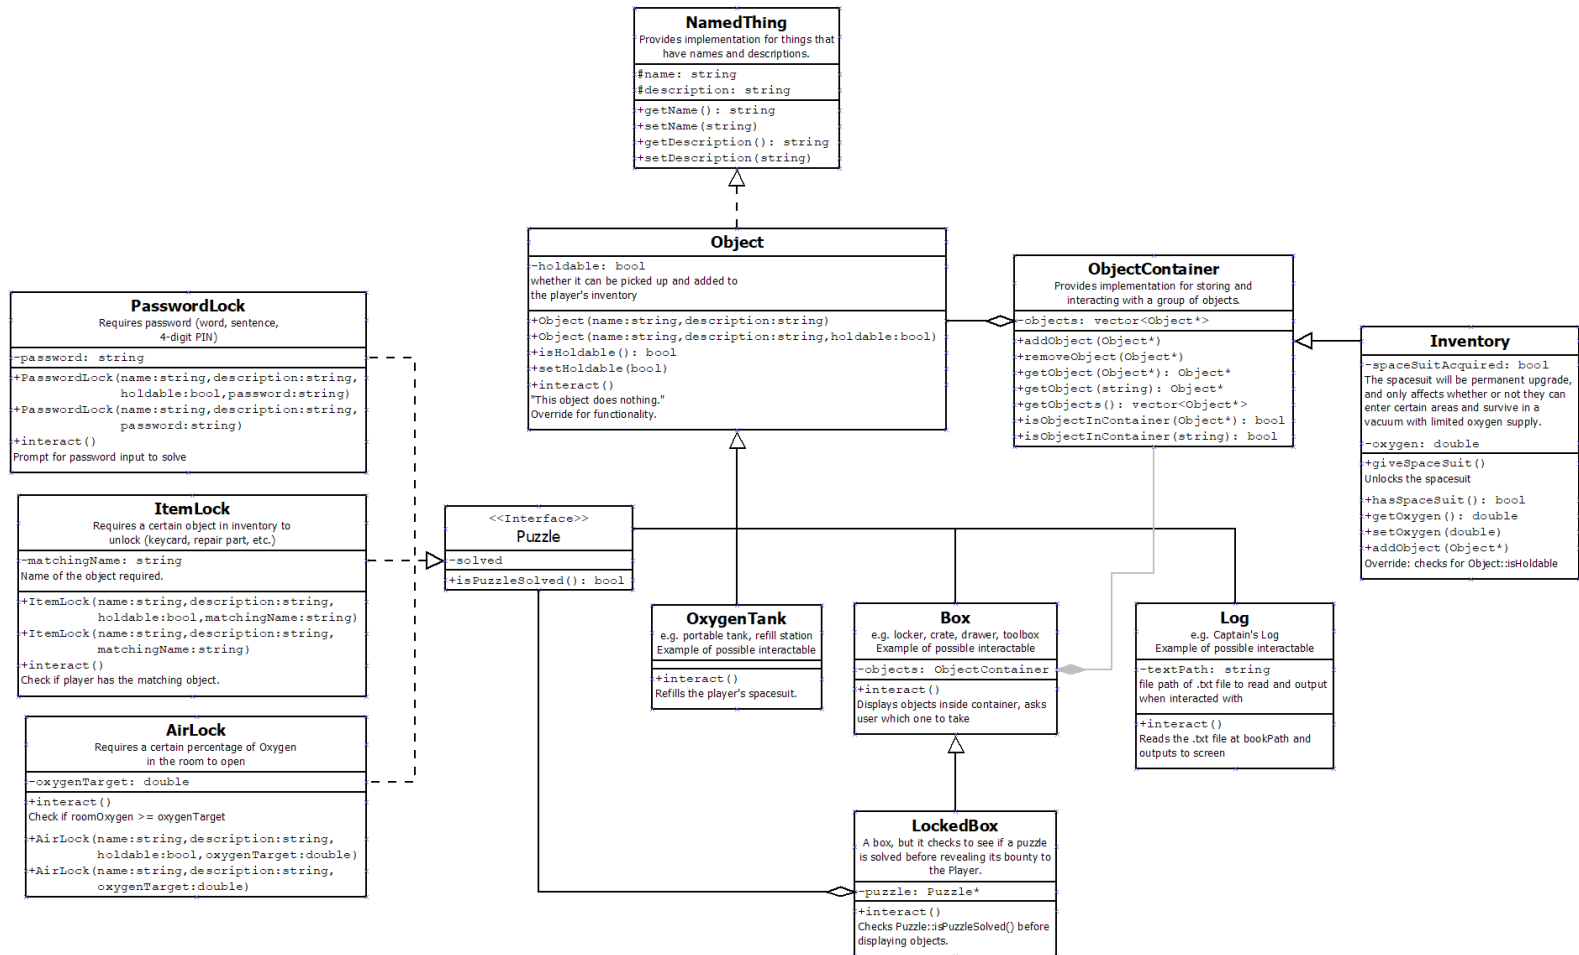 NamedThing
Provides implementation for things that
have names and descriptions.
#name: string
#description: string
+getName(): string
+setName(string)
+getDescription(): string
+setDescription(string)
Object
-holdable: bool
whether it can be picked up and added to
the player's inventory
+Object(name:string,description:string)
+Object(name:string,description:string,holdable:bool)
+isHoldable(): bool
+setHoldable(bool)
+interact()
"This object does nothing."
Override for functionality.
ObjectContainer
Provides implementation for storing and
interacting with a group of objects.
-objects: vector<Object*>
+addObject(Object*)
+removeObject(Object*)
+getObject(Object*): Object*
+getObject(string): Object*
+getObjects(): vector<Object*>
+isObjectInContainer(Object*): bool
+isObjectInContainer(string): bool
Inventory
-spaceSuitAcquired: bool
The spacesuit will be permanent upgrade,
and only affects whether or not they can
enter certain areas and survive in a
vacuum with limited oxygen supply.
-oxygen: double
+giveSpaceSuit()
Unlocks the spacesuit
+hasSpaceSuit(): bool
+getOxygen(): double
+setOxygen(double)
+addObject(Object*)
Override: checks for Object::isHoldable
PasswordLock
Requires password (word, sentence,
4-digit PIN)
-password: string
+PasswordLock(name:string,description:string,
holdable:bool,password:string)
+PasswordLock(name:string,description:string,
password:string)
+interact()
Prompt for password input to solve
ItemLock
Requires a certain object in inventory to
unlock (keycard, repair part, etc.)
-matchingName: string
Name of the object required.
+ItemLock(name:string,description:string,
holdable:bool,matchingName:string)
+ItemLock(name:string,description:string,
matchingName:string)
+interact()
Check if player has the matching object.
AirLock
Requires a certain percentage of Oxygen
in the room to open
-oxygenTarget: double
+interact()
Check if roomOxygen >= oxygenTarget
+AirLock(name:string,description:string,
holdable:bool,oxygenTarget:double)
+AirLock(name:string,description:string,
oxygenTarget:double)
<<Interface>>
Puzzle
-solved
+isPuzzleSolved(): bool
OxygenTank
e.g. portable tank, refill station
Example of possible interactable
+interact()
Refills the player's spacesuit.
Box
e.g. locker, crate, drawer, toolbox
Example of possible interactable
-objects: ObjectContainer
+interact()
Displays objects inside container, asks
user which one to take
Log
e.g. Captain's Log
Example of possible interactable
-textPath: string
file path of .txt file to read and output
when interacted with
+interact()
Reads the .txt file at bookPath and
outputs to screen
LockedBox
A box, but it checks to see if a puzzle
is solved before revealing its bounty to
the Player.
-puzzle: Puzzle*
+interact()
Checks Puzzle::isPuzzleSolved() before
displaying objects.